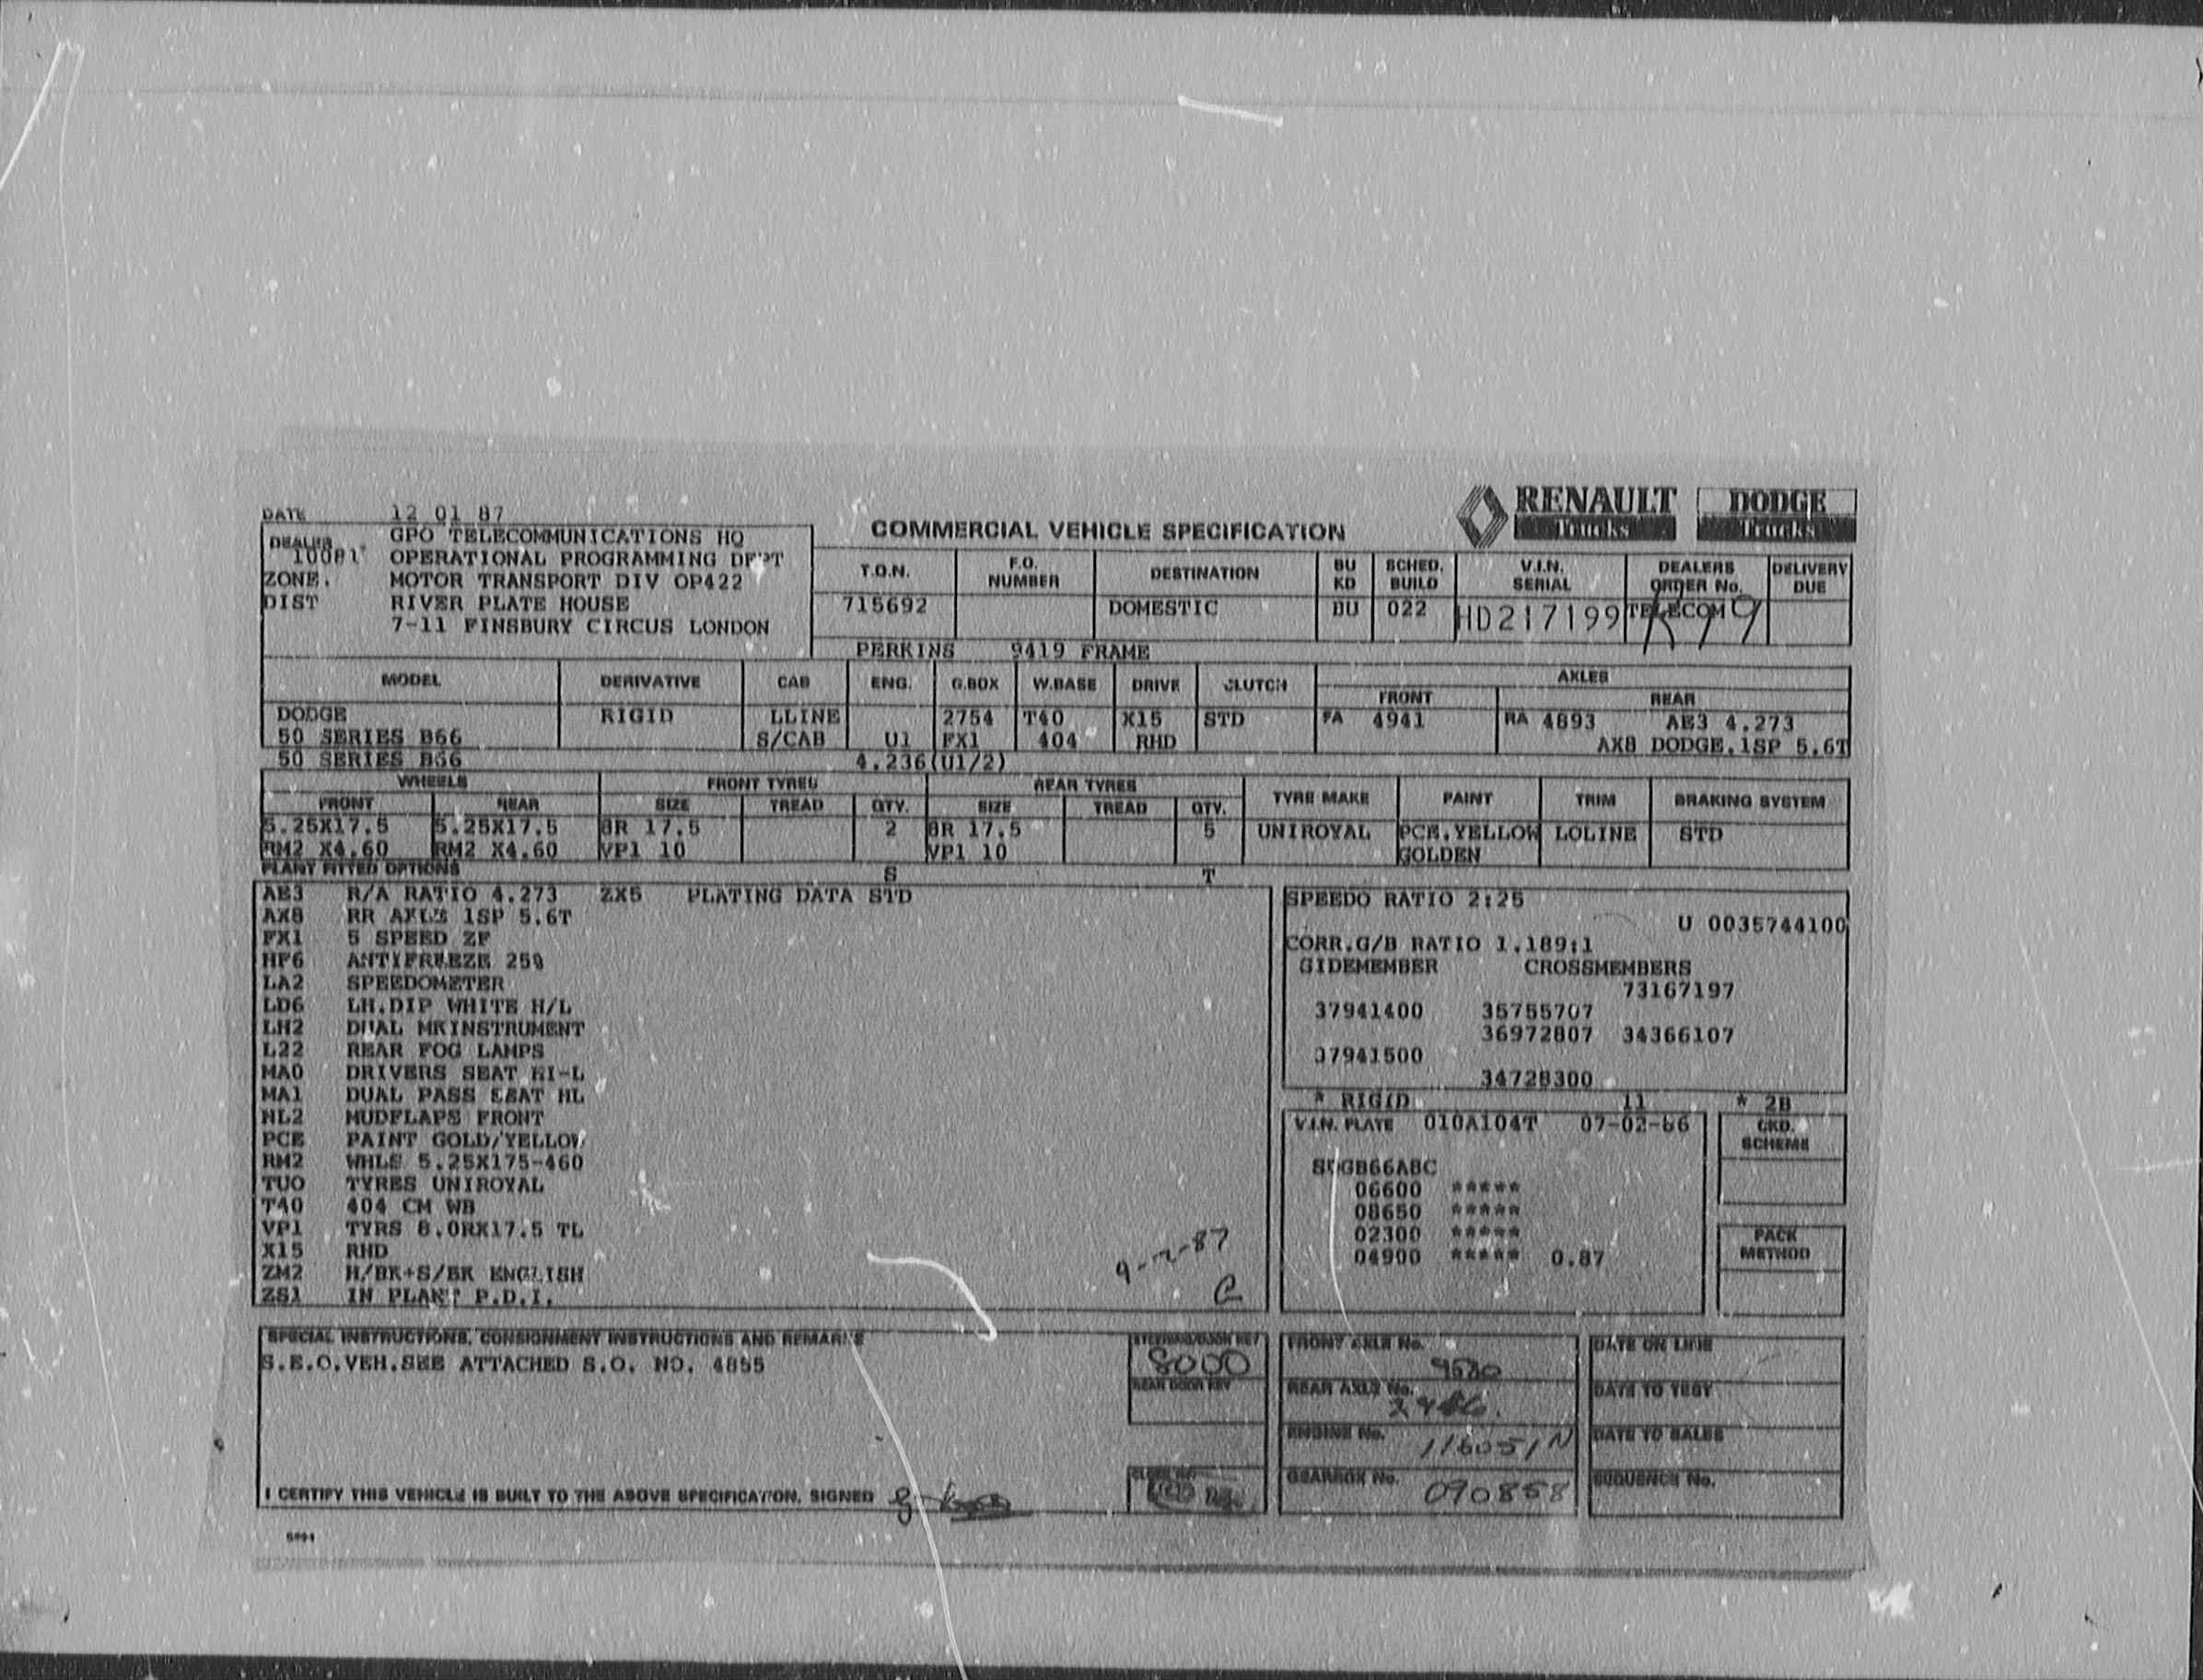 RENAULT
Trucks
DODGE
Trucks
DATE 12 01 87
COMMERCIAL VEHICLE SPECIFICATION
DEALER GPO TELECOMMUNICATIONS HQ
OPERATIONAL PROGRAMMING DEPT
ZONE. MOTOR TRANSPORT DIV OP422
DIST RIVER PLATE HOUSE
7-11 FINSBURY CIRCUS LONDON
T.O.N. F.O. NUMBER DESTINATION BU KD SCHED. BUILD V.I.N. SERIAL DEALERS ORDER No. DELIVERY DUE
715692 DOMESTIC BU 022 HD217199 TELECOM
PERKINS 9419 FRAME
MODEL DERIVATIVE CAB ENG. G.BOX W.BASE DRIVE CLUTCH AXLES
FRONT REAR
DODGE RIGID LLINE 2754 T40 X15 STD FA 4941 RA 4893 AE3 4.273
50 SERIES B66 S/CAB U1 FX1 404 RHD AX8 DODGE.1SP 5.6T
50 SERIES B66 4.236(U1/2)
WHEELS FRONT TYRES REAR TYRES TYRE MAKE PAINT TRIM BRAKING SYSTEM
FRONT REAR SIZE TREAD QTY. SIZE TREAD QTY.
5.25X17.5 5.25X17.5 8R 17.5 2 8R 17.5 5 UNIROYAL PCE.YELLOW LOLINE STD
RM2 X4.60 RM2 X4.60 VP1 10 VP1 10 GOLDEN
PLANT FITTED OPTIONS S T
AE3 R/A RATIO 4.273 ZX5 PLATING DATA STD
AX8 RR AXLE 1SP 5.6T
FX1 5 SPEED ZF
HF6 ANTIFREEZE 25%
LA2 SPEEDOMETER
LD6 LH.DIP WHITE H/L
LH2 DUAL MRINSTRUMENT
L22 REAR FOG LAMPS
MA0 DRIVERS SEAT HI-L
MA1 DUAL PASS SEAT HL
NL2 MUDFLAPS FRONT
PCE PAINT GOLD/YELLOW
RM2 WHLS 5.25X175-460
TUO TYRES UNIROYAL
T40 404 CM WB
VP1 TYRS 8.0RX17.5 TL
X15 RHD
ZM2 H/BK+S/BK ENGLISH
ZS1 IN PLANT P.D.I.
9-2-87
SPEEDO RATIO 2:25
U 0035744100
CORR.G/B RATIO 1.189:1
SIDEMEMBER CROSSMEMBERS
73167197
37941400 35755707
36972807 34366107
37941500
34728300
* RIGID 11 * 2B
V.I.N. PLATE 010A104T 07-02-86
SDGB66ABC
06600 *****
08650 *****
02300 *****
04900 ***** 0.87
CKD. SCHEME
PACK METHOD
SPECIAL INSTRUCTIONS, CONSIGNMENT INSTRUCTIONS AND REMARKS
S.E.O.VEH.SEE ATTACHED S.O. NO. 4855
I CERTIFY THIS VEHICLE IS BUILT TO THE ABOVE SPECIFICATION. SIGNED
STEERING/DOOR KEY
8000
REAR DOOR KEY
FRONT AXLE No.
REAR AXLE No.
ENGINE No. 116051N
GEARBOX No. 090858
DATE ON LINE
DATE TO TEST
DATE TO SALES
SEQUENCE No.